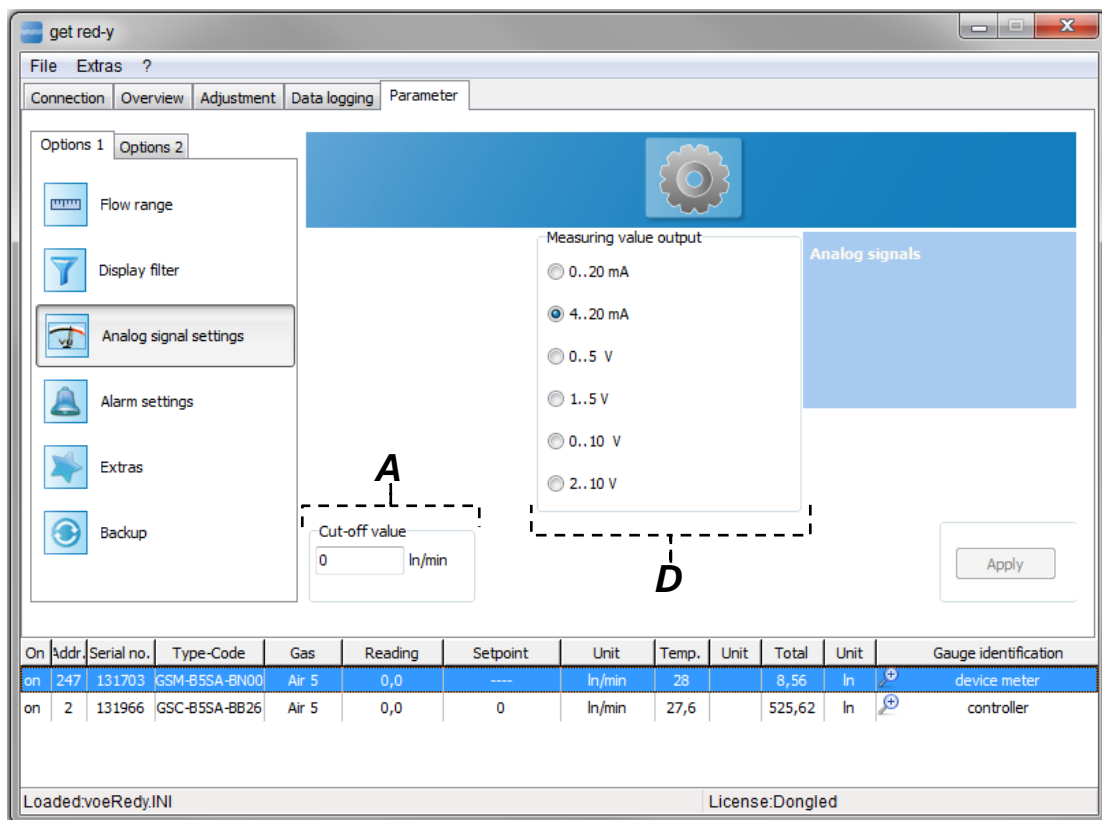 get red-y
File Extras ?
Connection Overview Adjustment Data logging Parameter
Options 1 Options 2
Flow range
Display filter
Analog signal settings
Alarm settings
Extras
Backup
Measuring value output
0..20 mA
4..20 mA
0..5 V
1..5 V
0..10 V
2..10 V
Analog signals
A
Cut-off value
0 ln/min
D
Apply
On Addr. Serial no. Type-Code Gas Reading Setpoint Unit Temp. Unit Total Unit Gauge identification
on 247 131703 GSM-B5SA-BN00 Air 5 0,0 ---- ln/min 28 8,56 ln device meter
on 2 131966 GSC-B5SA-BB26 Air 5 0,0 0 ln/min 27,6 525,62 ln controller
Loaded:voeRedy.INI License:Dongled